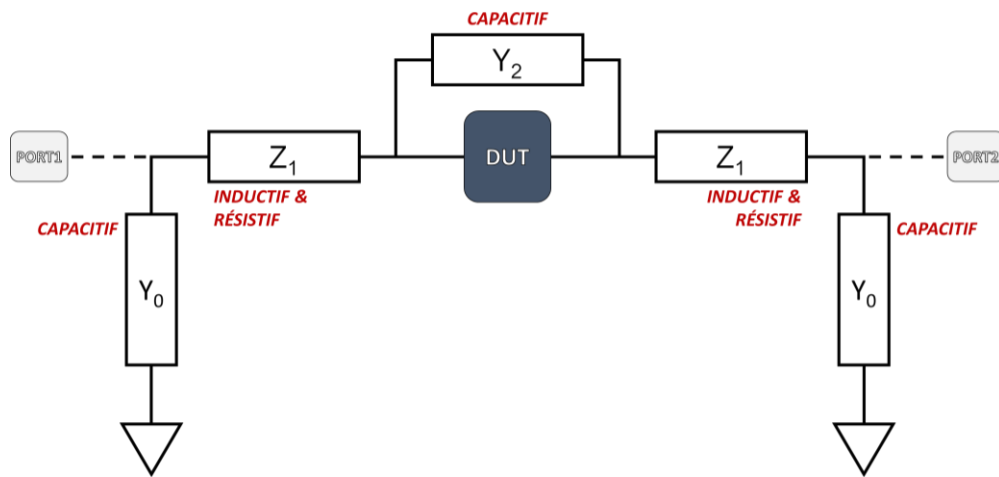 CAPACITIF
Y₂
PORT1
Z₁
DUT
Z₁
PORT2
INDUCTIF &
RÉSISTIF
INDUCTIF &
RÉSISTIF
CAPACITIF
CAPACITIF
Y₀
Y₀